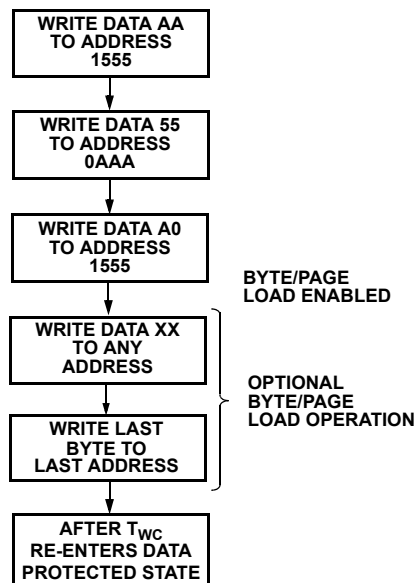 WRITE DATA AA
TO ADDRESS
1555
WRITE DATA 55
TO ADDRESS
0AAA
WRITE DATA A0
TO ADDRESS
1555
BYTE/PAGE
LOAD ENABLED
WRITE DATA XX
TO ANY
ADDRESS
OPTIONAL
BYTE/PAGE
LOAD OPERATION
WRITE LAST
BYTE TO
LAST ADDRESS
AFTER TWC
RE-ENTERS DATA
PROTECTED STATE